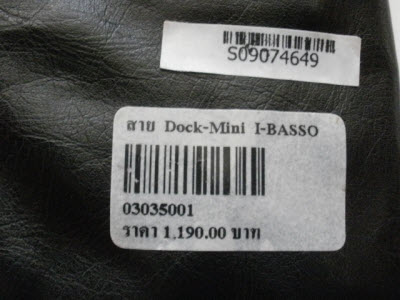 S09074649
สาย Dock-Mini I-BASSO
03035001
ราคา 1,190.00 บาท